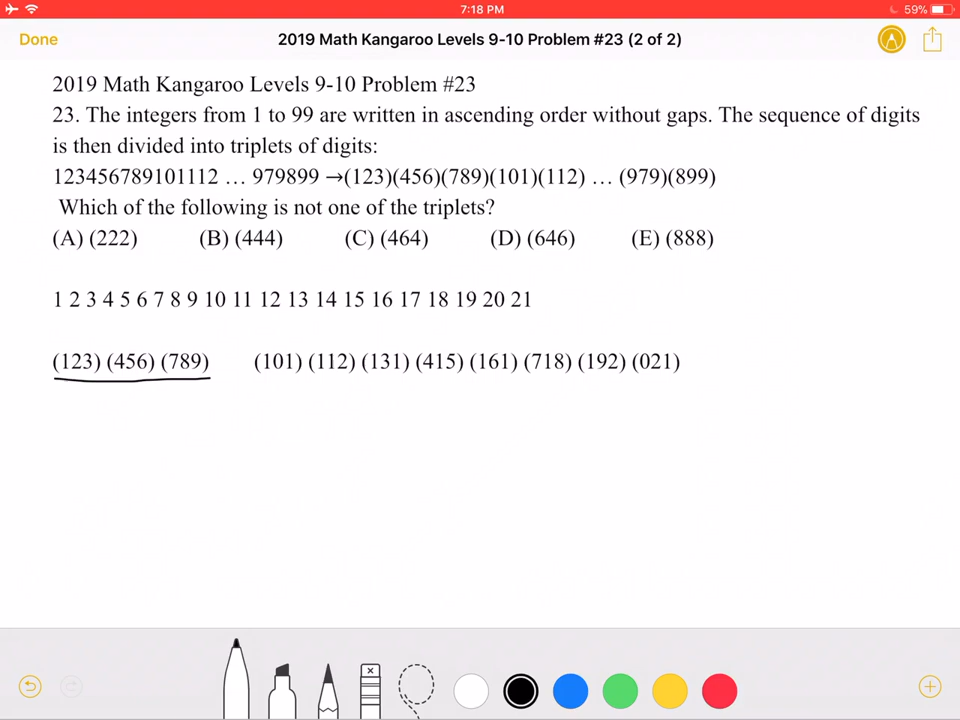 7:18 PM
59%
Done
2019 Math Kangaroo Levels 9-10 Problem #23 (2 of 2)
2019 Math Kangaroo Levels 9-10 Problem #23
23. The integers from 1 to 99 are written in ascending order without gaps. The sequence of digits
is then divided into triplets of digits:
123456789101112 … 979899 →(123)(456)(789)(101)(112) … (979)(899)
Which of the following is not one of the triplets?
(A) (222) (B) (444) (C) (464) (D) (646) (E) (888)
1 2 3 4 5 6 7 8 9 10 11 12 13 14 15 16 17 18 19 20 21
(123) (456) (789) (101) (112) (131) (415) (161) (718) (192) (021)